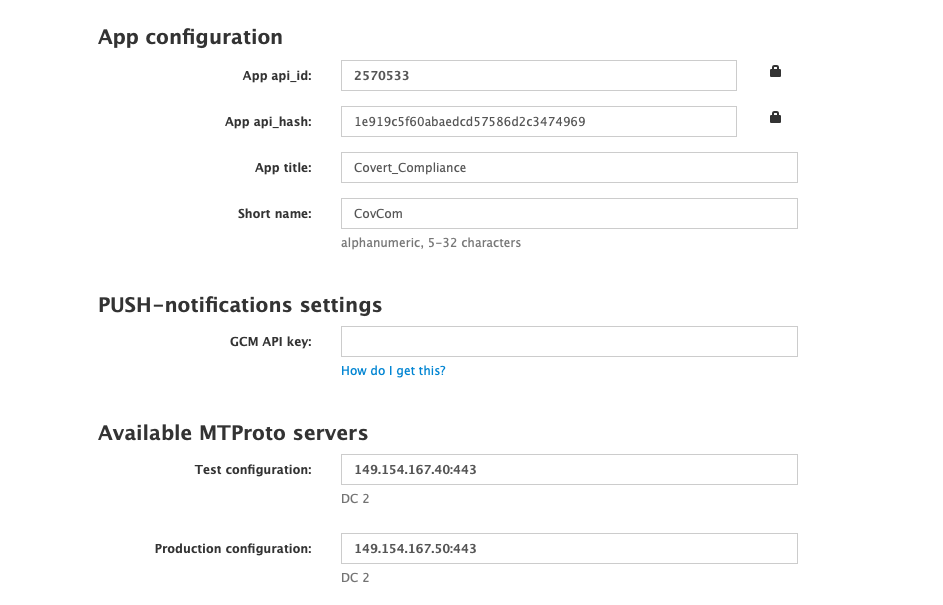 App configuration
App api_id: 2570533
App api_hash: 1e919c5f60abaedcd57586d2c3474969
App title: Covert_Compliance
Short name: CovCom
alphanumeric, 5-32 characters
PUSH-notifications settings
GCM API key:
How do I get this?
Available MTProto servers
Test configuration: 149.154.167.40:443
DC 2
Production configuration: 149.154.167.50:443
DC 2